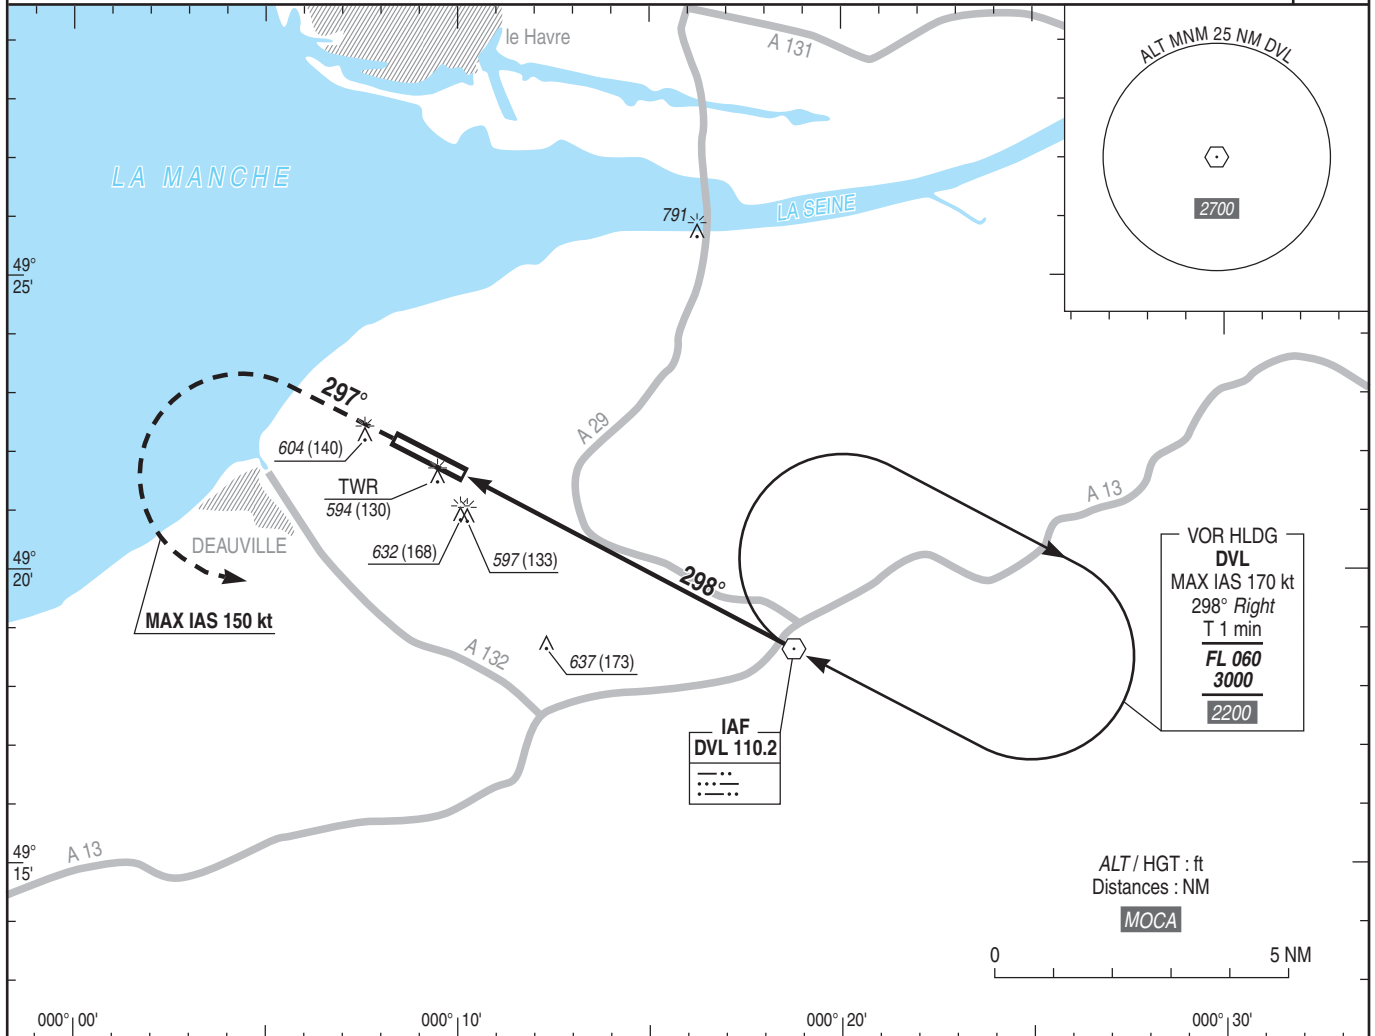 le Havre
A 131
ALT MNM 25 NM DVL
2700
LA MANCHE
LA SEINE
791
49°
25'
297°
604 (140)
TWR
594 (130)
632 (168)
597 (133)
A 29
A 13
DEAUVILLE
49°
20'
MAX IAS 150 kt
298°
A 132
637 (173)
VOR HLDG
DVL
MAX IAS 170 kt
298° Right
T 1 min
FL 060
3000
2200
IAF
DVL 110.2
A 13
49°
15'
ALT / HGT : ft
Distances : NM
MOCA
0 5 NM
000° 00' 000° 10' 000° 20' 000° 30'